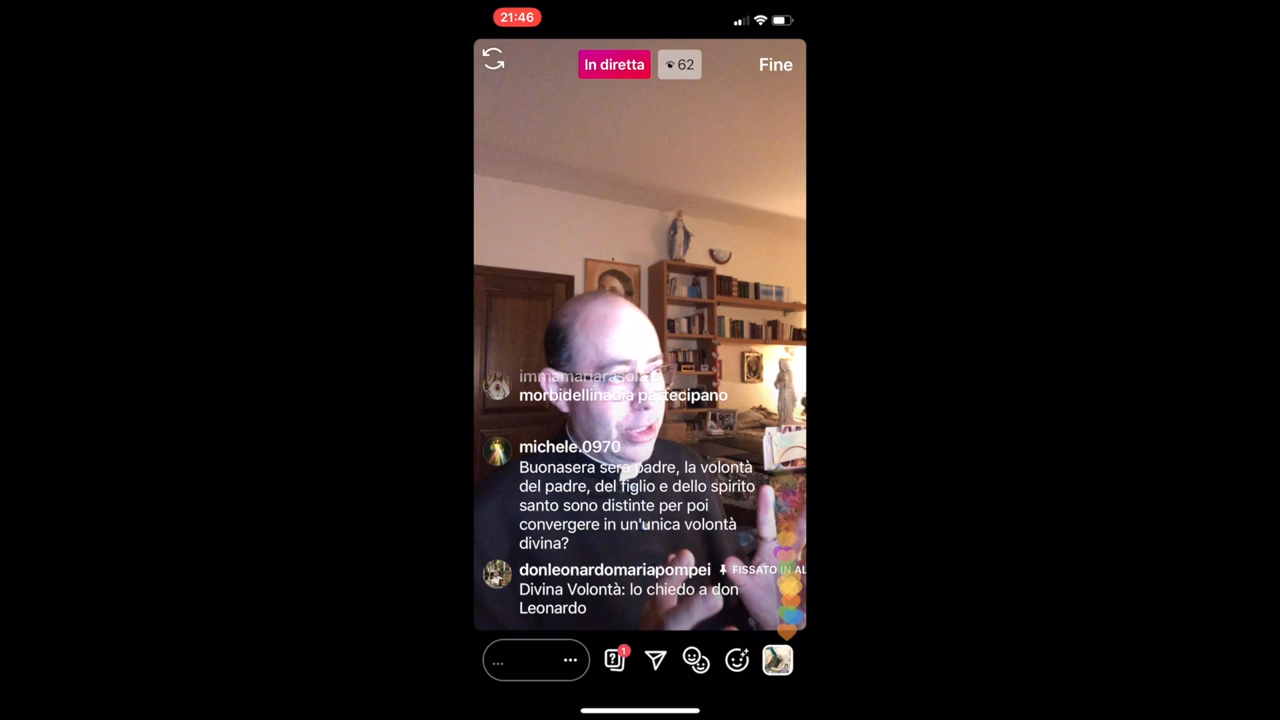 21:46
In diretta
62
Fine
immamariarasola
morbidellinadia partecipano
michele.0970
Buonasera sera padre, la volontà
del padre, del figlio e dello spirito
santo sono distinte per poi
convergere in un'unica volontà
divina?
donleonardomariapompei FISSATO IN AL
Divina Volontà: lo chiedo a don
Leonardo
...
1